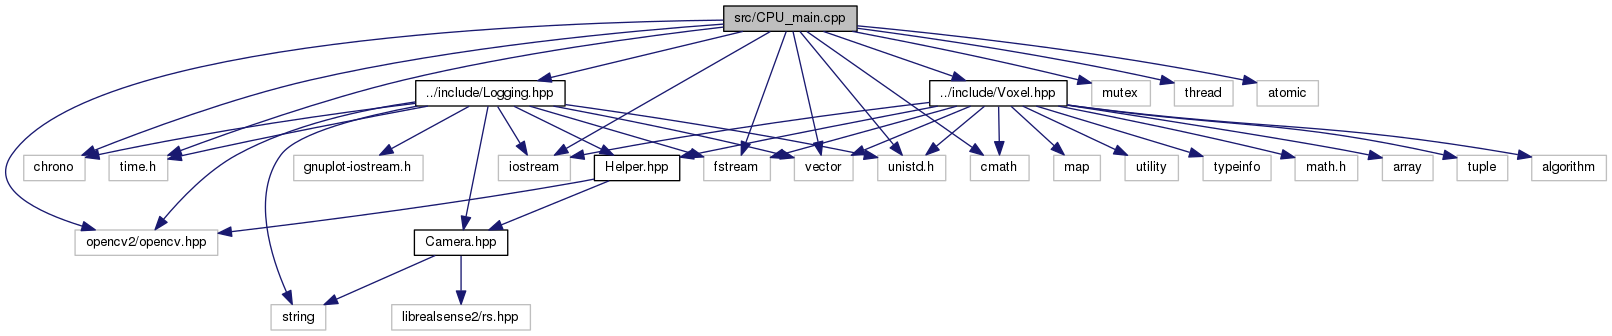 src/CPU_main.cpp
../include/Logging.hpp
../include/Voxel.hpp
mutex
thread
atomic
chrono
time.h
gnuplot-iostream.h
iostream
Helper.hpp
fstream
vector
unistd.h
cmath
map
utility
typeinfo
math.h
array
tuple
algorithm
opencv2/opencv.hpp
Camera.hpp
string
librealsense2/rs.hpp